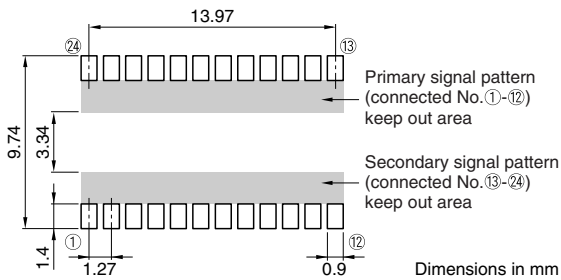 13.97
㉔ ⑬
Primary signal pattern
(connected No.①-⑫)
keep out area
9.74
3.34
Secondary signal pattern
(connected No.⑬-㉔)
keep out area
1.4
① ⑫
1.27 0.9 Dimensions in mm